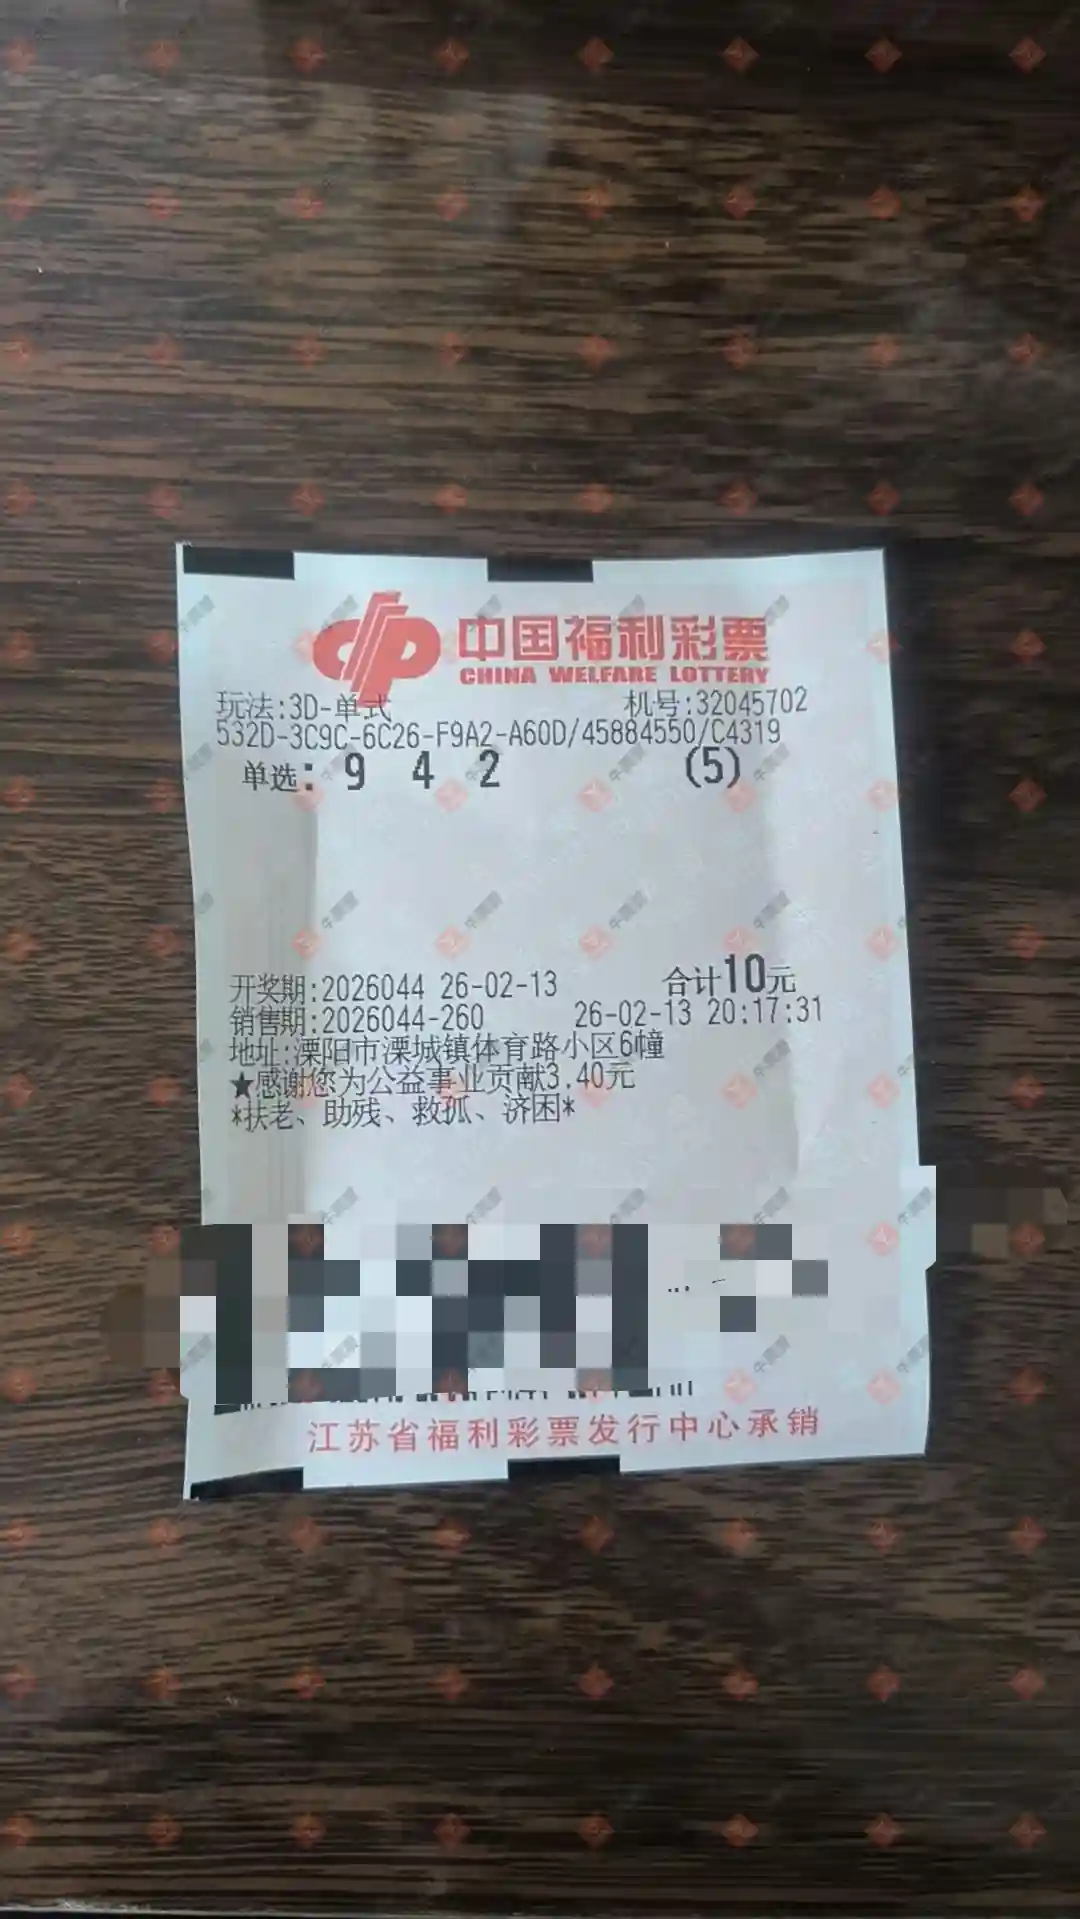 中国福利彩票
CHINA WELFARE LOTTERY
玩法:3D-单式 机号:32045702
532D-3C9C-6C26-F9A2-A60D/45884550/C4319
单选: 9 4 2 (5)
开奖期:2026044 26-02-13 合计10元
销售期:2026044-260 26-02-13 20:17:31
地址:溧阳市溧城镇体育路小区6幢
★感谢您为公益事业贡献3.40元
*扶老、助残、救孤、济困*
江苏省福利彩票发行中心承销